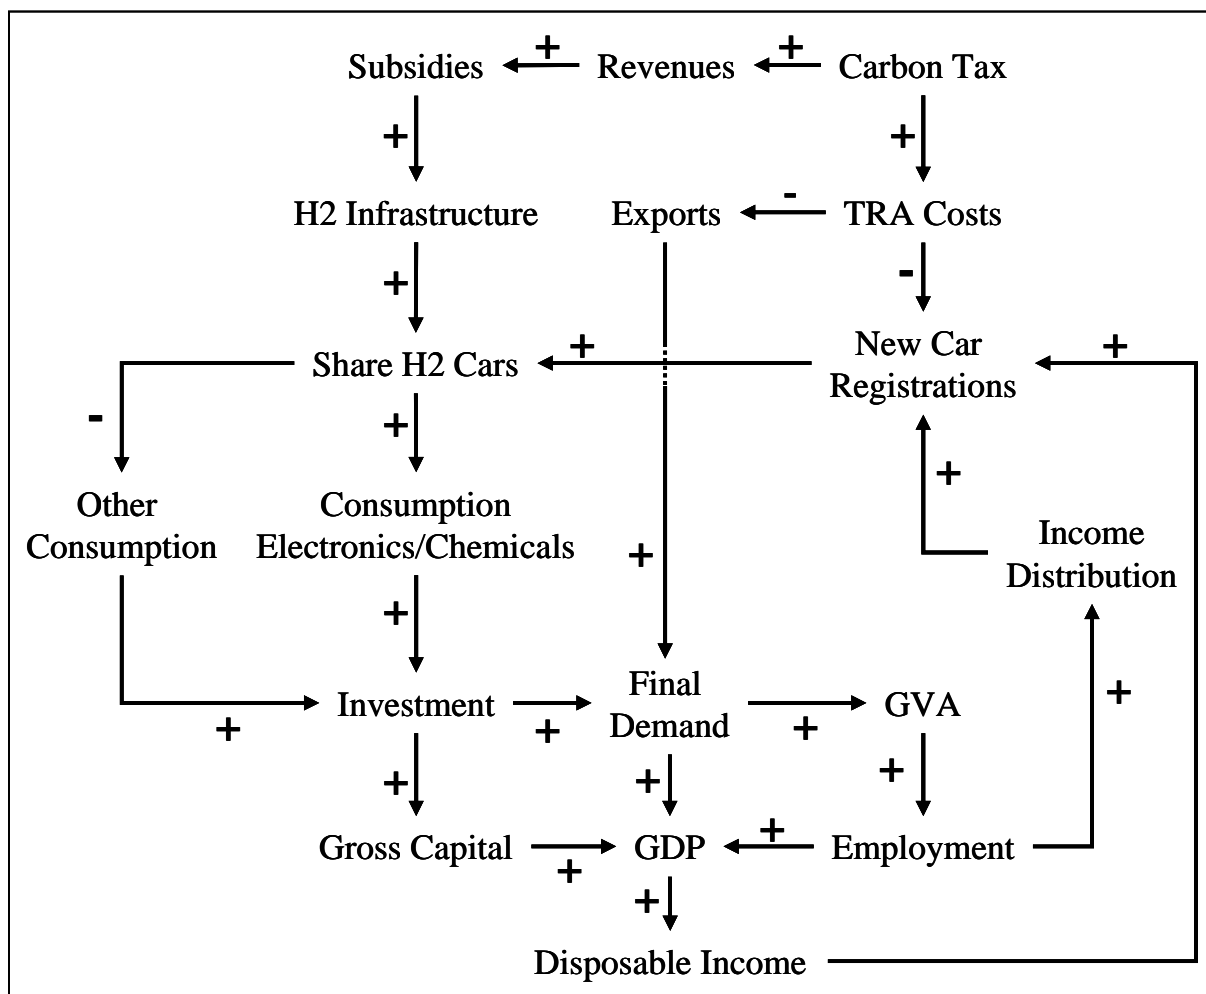 Subsidies
+
Revenues
+
Carbon Tax
+
+
H2 Infrastructure
Exports
-
TRA Costs
+
-
Share H2 Cars
+
New Car
Registrations
+
-
+
+
Other
Consumption
Consumption
Electronics/Chemicals
+
Income
Distribution
+
+
Investment
+
Final
Demand
+
GVA
+
+
+
+
+
Gross Capital
+
GDP
+
Employment
+
Disposable Income